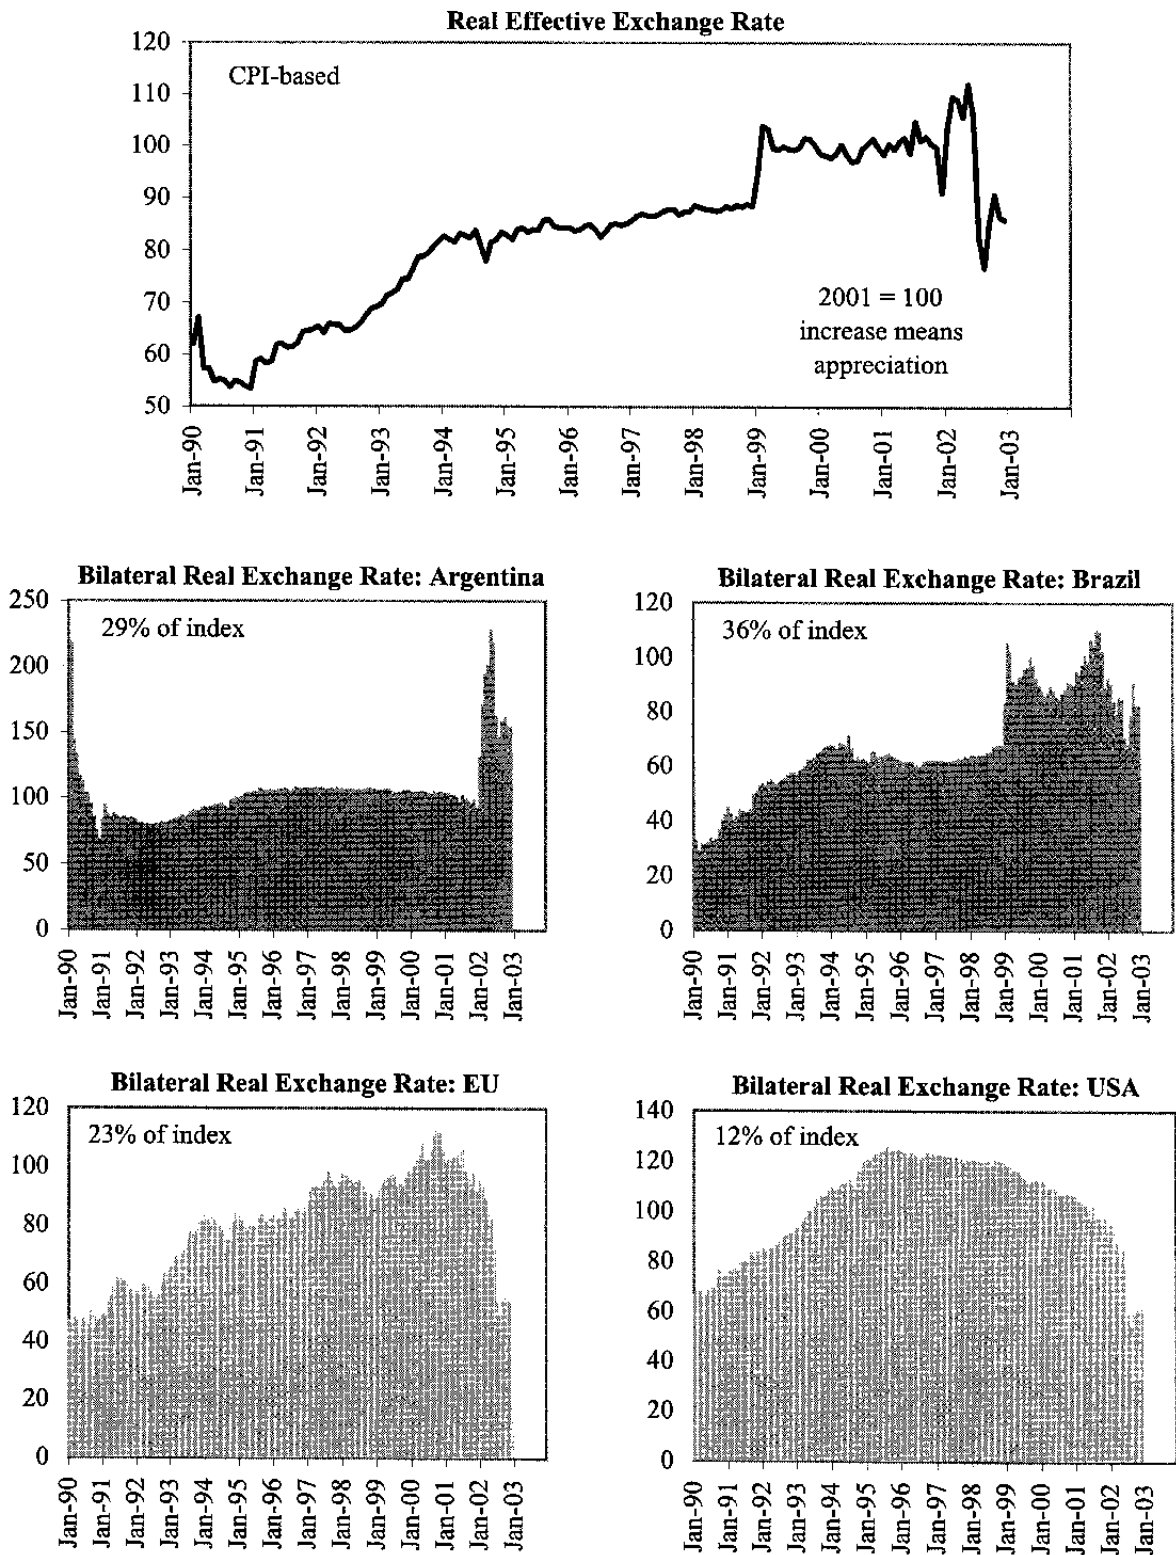 Real Effective Exchange Rate
120
110
100
90
80
70
60
50
CPI-based
2001 = 100
increase means
appreciation
Jan-90
Jan-91
Jan-92
Jan-93
Jan-94
Jan-95
Jan-96
Jan-97
Jan-98
Jan-99
Jan-00
Jan-01
Jan-02
Jan-03
Bilateral Real Exchange Rate: Argentina
250
200
150
100
50
0
29% of index
Jan-90
Jan-91
Jan-92
Jan-93
Jan-94
Jan-95
Jan-96
Jan-97
Jan-98
Jan-99
Jan-00
Jan-01
Jan-02
Jan-03
Bilateral Real Exchange Rate: Brazil
120
100
80
60
40
20
0
36% of index
Jan-90
Jan-91
Jan-92
Jan-93
Jan-94
Jan-95
Jan-96
Jan-97
Jan-98
Jan-99
Jan-00
Jan-01
Jan-02
Jan-03
Bilateral Real Exchange Rate: EU
120
100
80
60
40
20
0
23% of index
Jan-90
Jan-91
Jan-92
Jan-93
Jan-94
Jan-95
Jan-96
Jan-97
Jan-98
Jan-99
Jan-00
Jan-01
Jan-02
Jan-03
Bilateral Real Exchange Rate: USA
140
120
100
80
60
40
20
0
12% of index
Jan-90
Jan-91
Jan-92
Jan-93
Jan-94
Jan-95
Jan-96
Jan-97
Jan-98
Jan-99
Jan-00
Jan-01
Jan-02
Jan-03